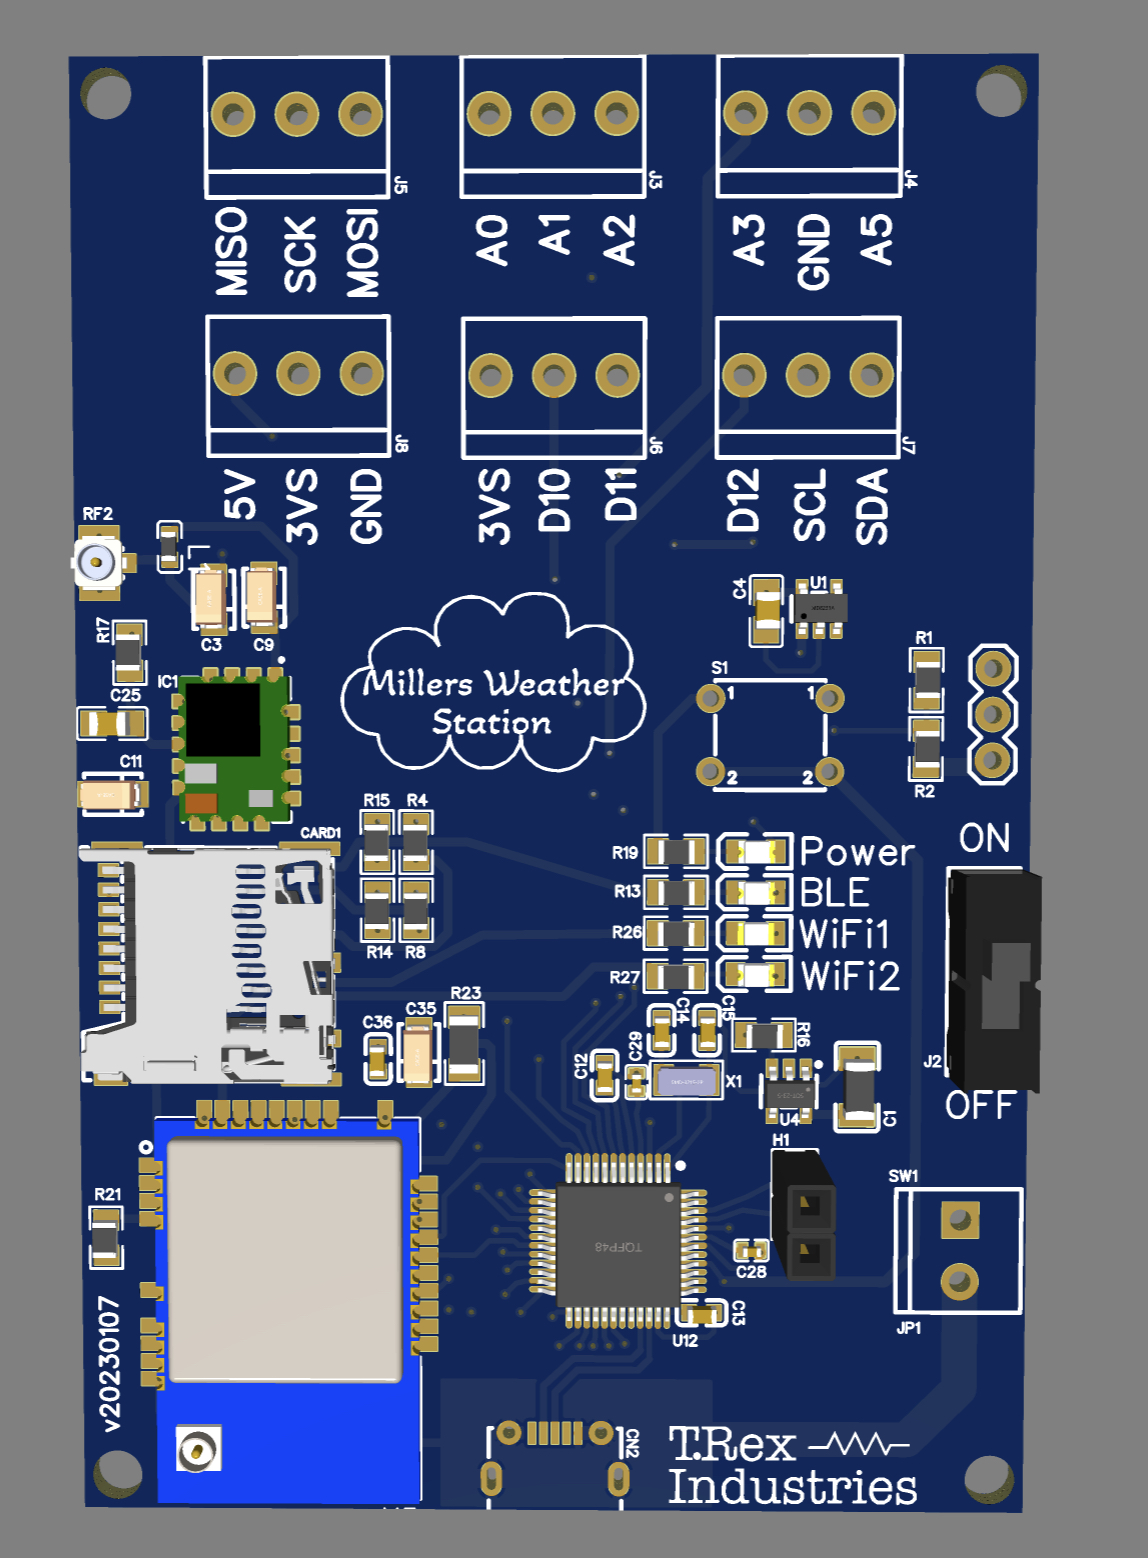 J5
J3
J4
MISO
SCK
MOSI
A0
A1
A2
A3
GND
A5
J8
J6
J7
5V
3VS
GND
3VS
D10
D11
D12
SCL
SDA
RF2
C4
U1
R17
C3
C9
R1
IC1
S1
1
1
C25
Millers Weather
Station
2
2
C11
R2
R15
R4
CARD1
ON
R19
Power
R13
BLE
R14
R8
R26
WiFi1
R27
WiFi2
C36
C35
R23
C14
C15
R16
C12
C29
X1
J2
U4
OFF
H1
SW1
R21
TQFP48
C28
C13
U12
JP1
v20230107
CN2
T.Rex
Industries